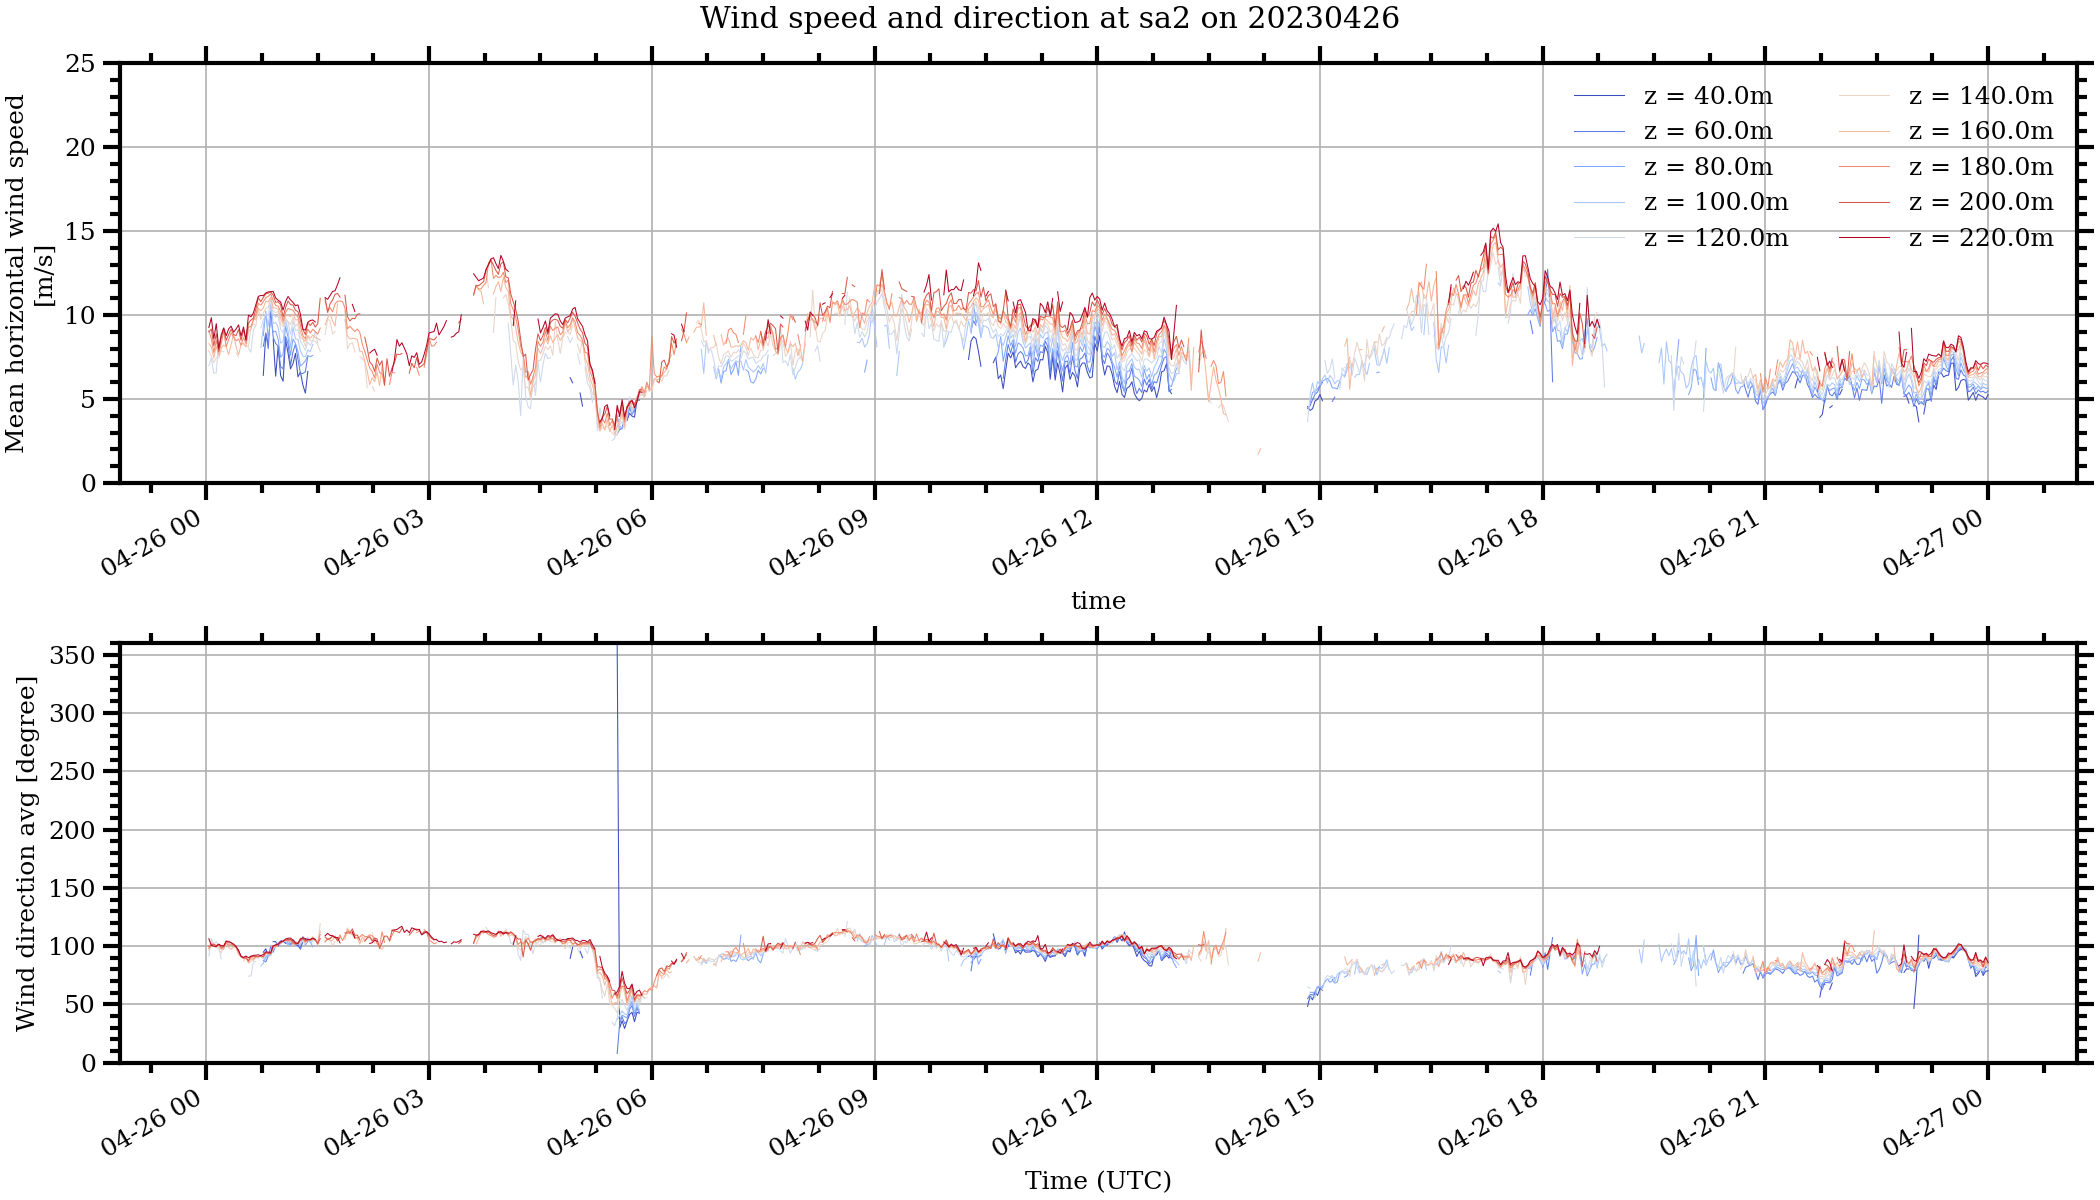 Wind speed and direction at sa2 on 20230426
Mean horizontal wind speed
[m/s]
25
20
15
10
5
0
z = 40.0m
z = 60.0m
z = 80.0m
z = 100.0m
z = 120.0m
z = 140.0m
z = 160.0m
z = 180.0m
z = 200.0m
z = 220.0m
04-26 00
04-26 03
04-26 06
04-26 09
04-26 12
04-26 15
04-26 18
04-26 21
04-27 00
time
Wind direction avg [degree]
350
300
250
200
150
100
50
0
04-26 00
04-26 03
04-26 06
04-26 09
04-26 12
04-26 15
04-26 18
04-26 21
04-27 00
Time (UTC)